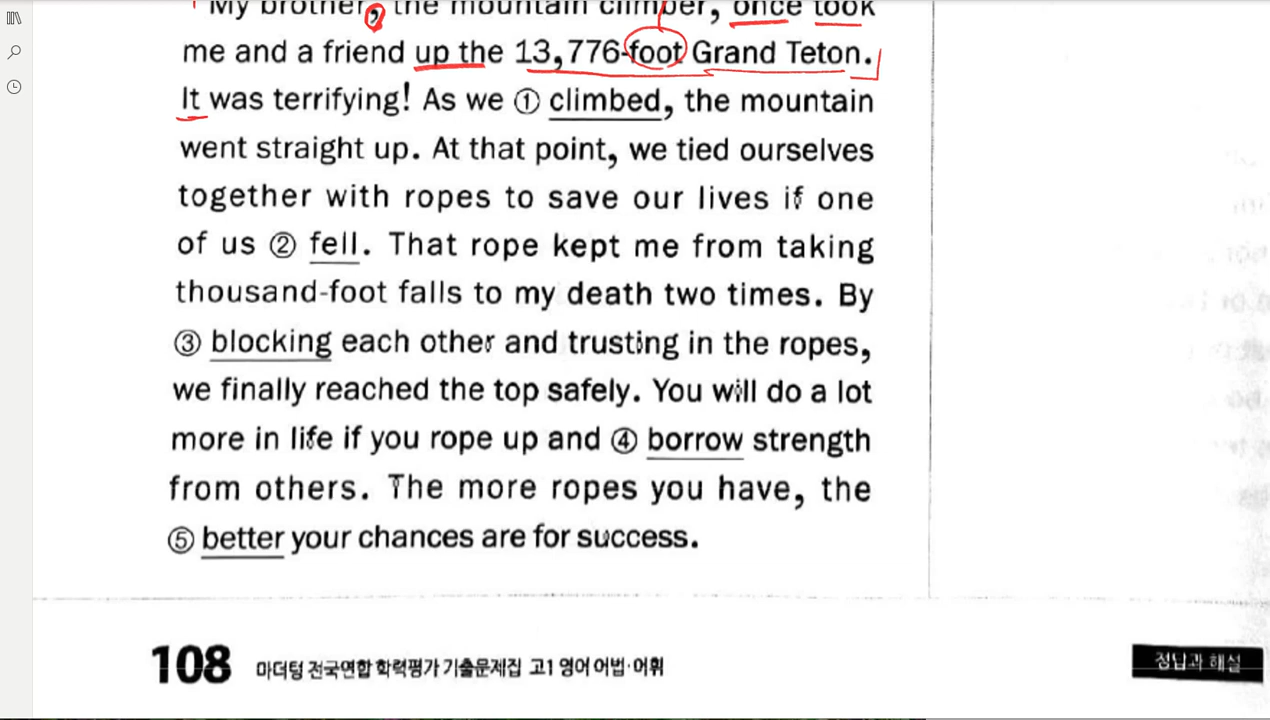 My brother, the mountain climber, once took
me and a friend up the 13,776-foot Grand Teton.
It was terrifying! As we ① climbed, the mountain
went straight up. At that point, we tied ourselves
together with ropes to save our lives if one
of us ② fell. That rope kept me from taking
thousand-foot falls to my death two times. By
③ blocking each other and trusting in the ropes,
we finally reached the top safely. You will do a lot
more in life if you rope up and ④ borrow strength
from others. The more ropes you have, the
⑤ better your chances are for success.
108 마더텅 전국연합 학력평가 기출문제집 고1 영어 어법·어휘
정답과 해설